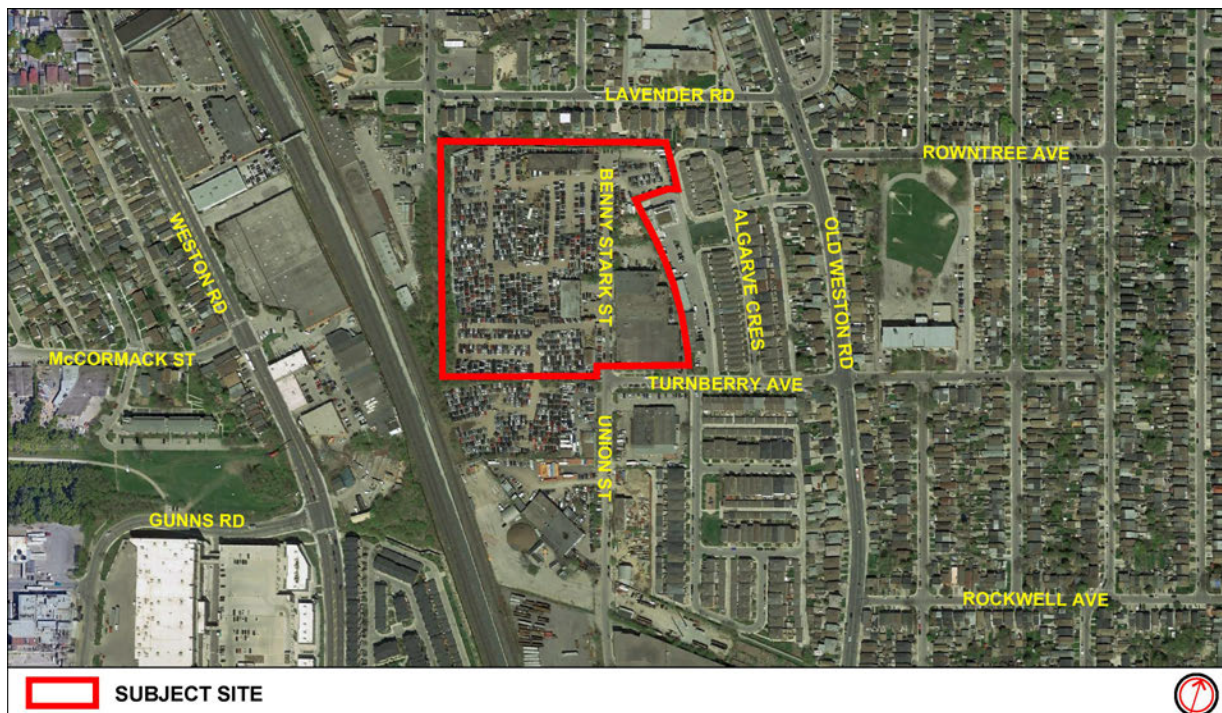 LAVENDER RD
ROWNTREE AVE
BENNY STARK ST
WESTON RD
ALGARVE CRES
OLD WESTON RD
McCORMACK ST
TURNBERRY AVE
UNION ST
GUNNS RD
ROCKWELL AVE
SUBJECT SITE